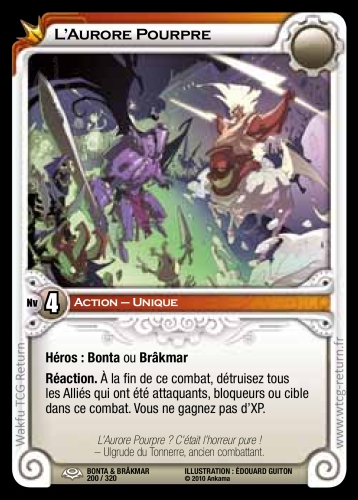 L'Aurore Pourpre
Nv 4
Action – Unique
Héros : Bonta ou Brâkmar
Réaction. À la fin de ce combat, détruisez tous
les Alliés qui ont été attaquants, bloqueurs ou cible
dans ce combat. Vous ne gagnez pas d'XP.
L'Aurore Pourpre ? C'était l'horreur pure !
– Ulgrude du Tonnerre, ancien combattant.
BONTA & BRÂKMAR
200 / 320
ILLUSTRATION : ÉDOUARD GUITON
© 2010 Ankama
Wakfu TCG Return
www.wtcg-return.fr